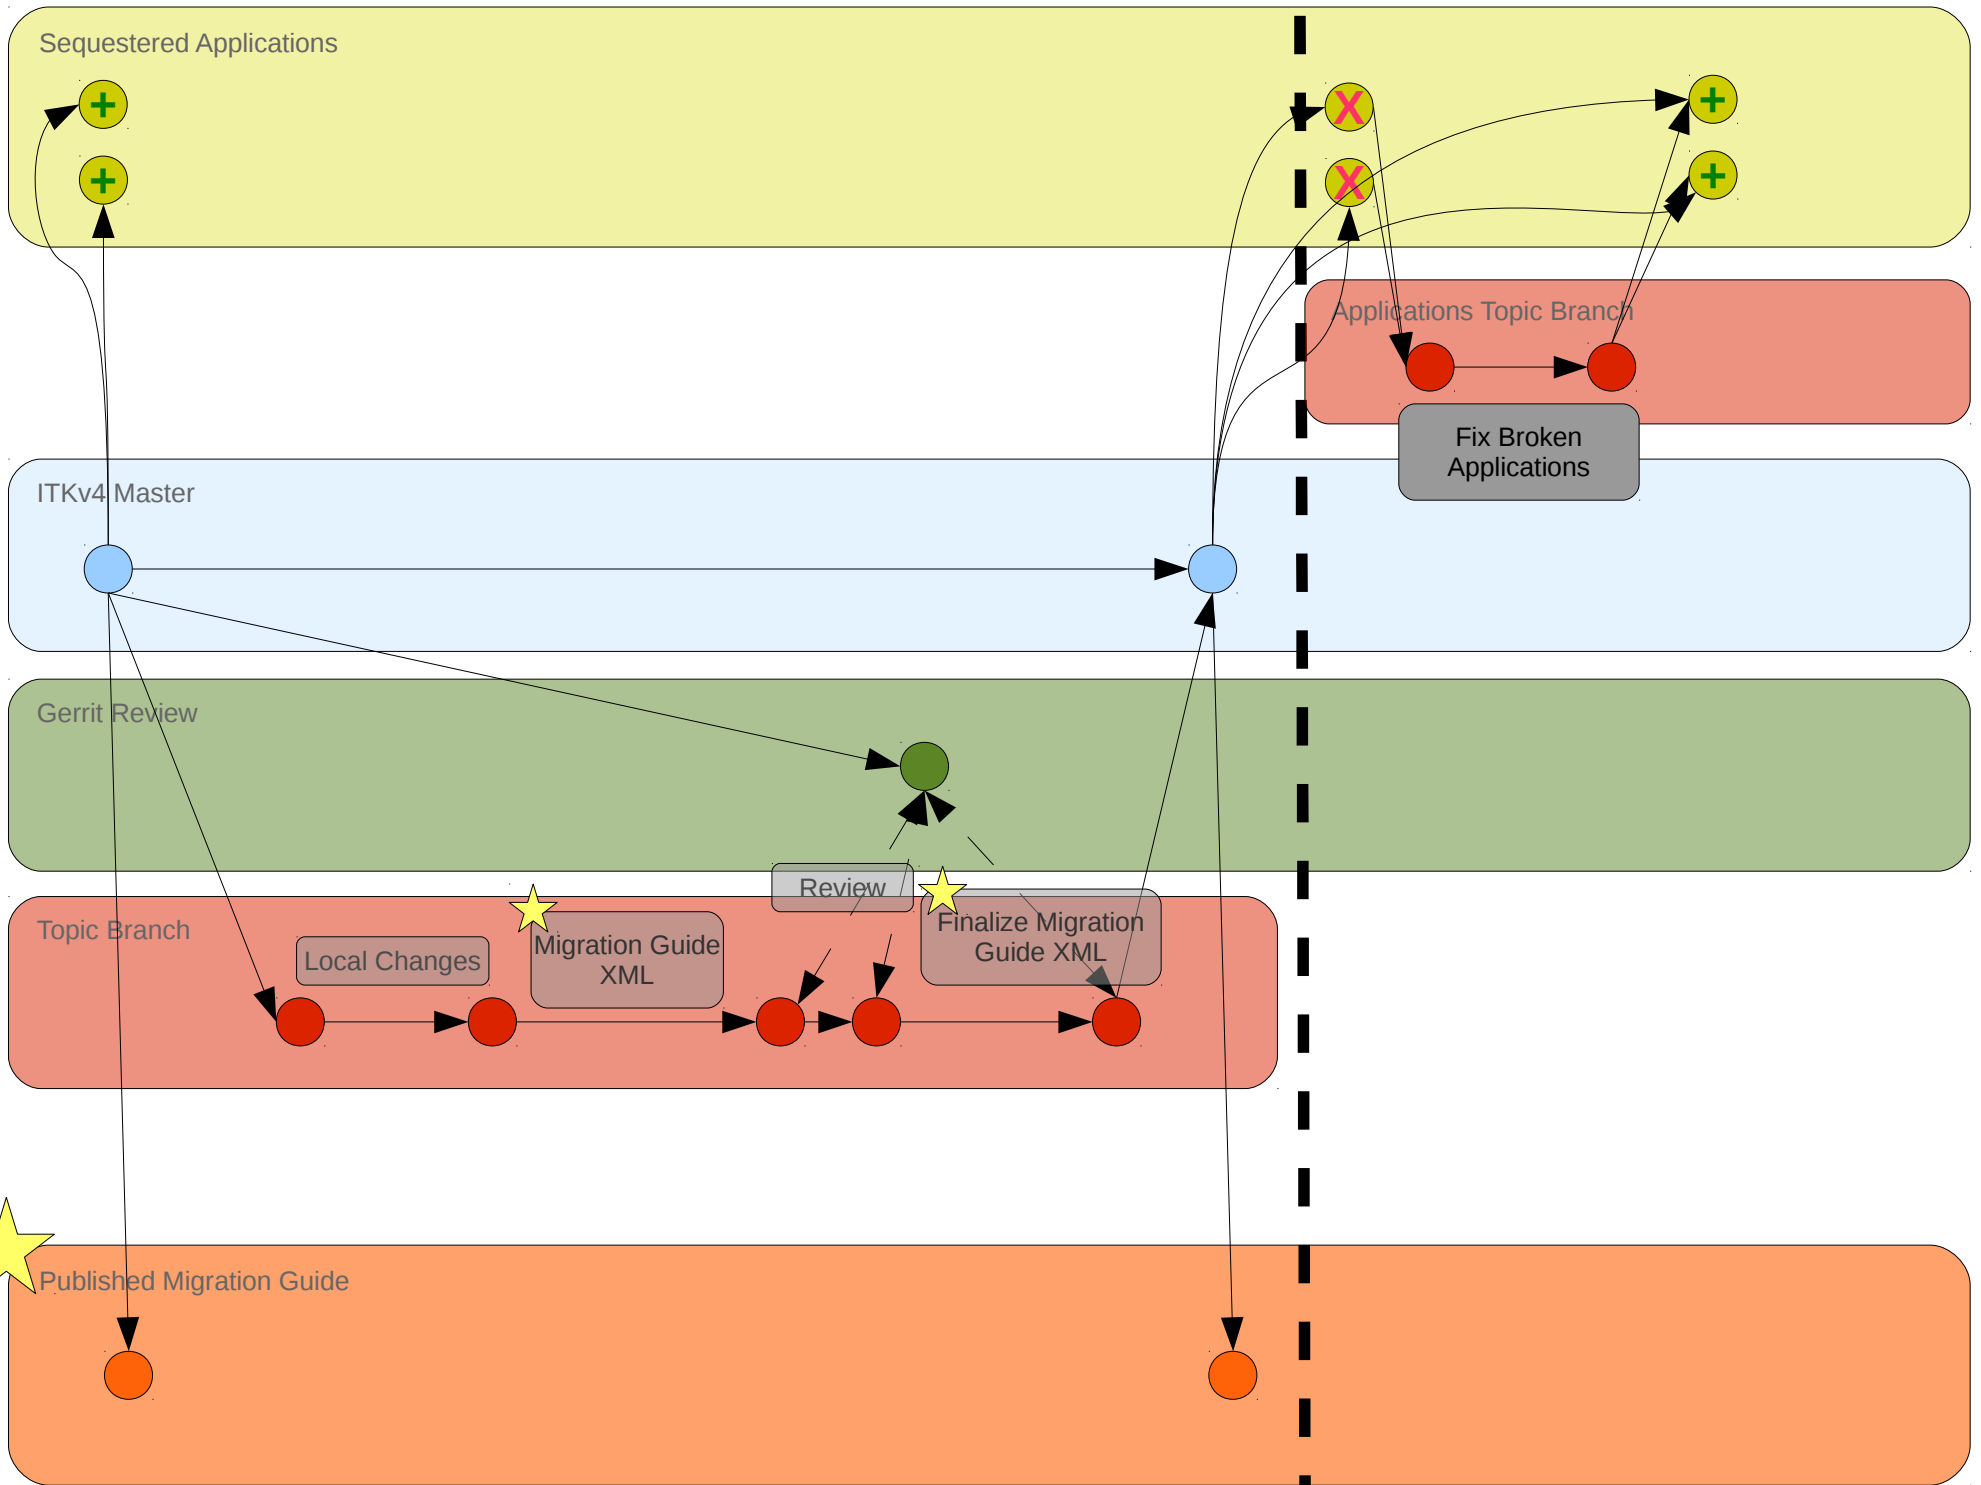 Sequestered Applications
+
+
X
X
+
+
Applications Topic Branch
Fix Broken
Applications
ITKv4 Master
Gerrit Review
Review
Topic Branch
Local Changes
Migration Guide
XML
Finalize Migration
Guide XML
Published Migration Guide